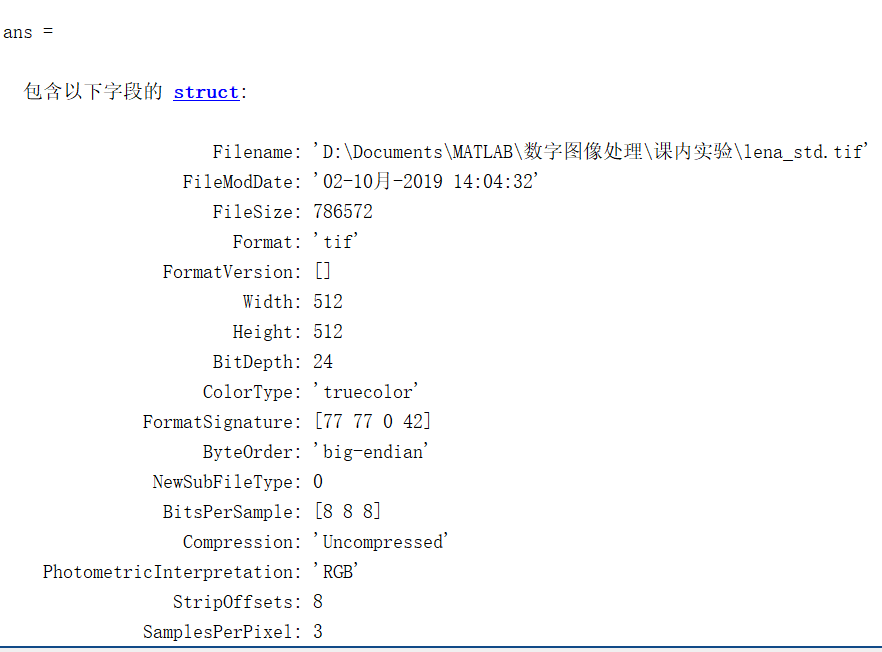 ans =
包含以下字段的 struct:
Filename: 'D:\Documents\MATLAB\数字图像处理\课内实验\lena_std.tif'
FileModDate: '02-10月-2019 14:04:32'
FileSize: 786572
Format: 'tif'
FormatVersion: []
Width: 512
Height: 512
BitDepth: 24
ColorType: 'truecolor'
FormatSignature: [77 77 0 42]
ByteOrder: 'big-endian'
NewSubFileType: 0
BitsPerSample: [8 8 8]
Compression: 'Uncompressed'
PhotometricInterpretation: 'RGB'
StripOffsets: 8
SamplesPerPixel: 3